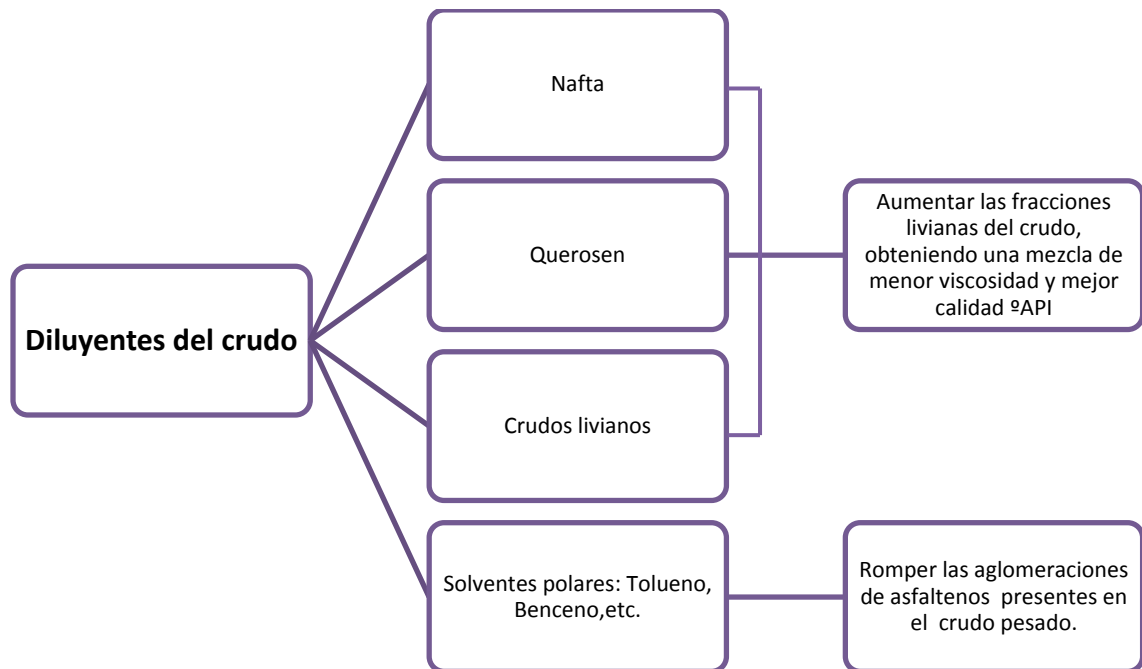 Diluyentes del crudo
Nafta
Querosen
Crudos livianos
Solventes polares: Tolueno,
Benceno,etc.
Aumentar las fracciones
livianas del crudo,
obteniendo una mezcla de
menor viscosidad y mejor
calidad ºAPI
Romper las aglomeraciones
de asfaltenos  presentes en
el  crudo pesado.